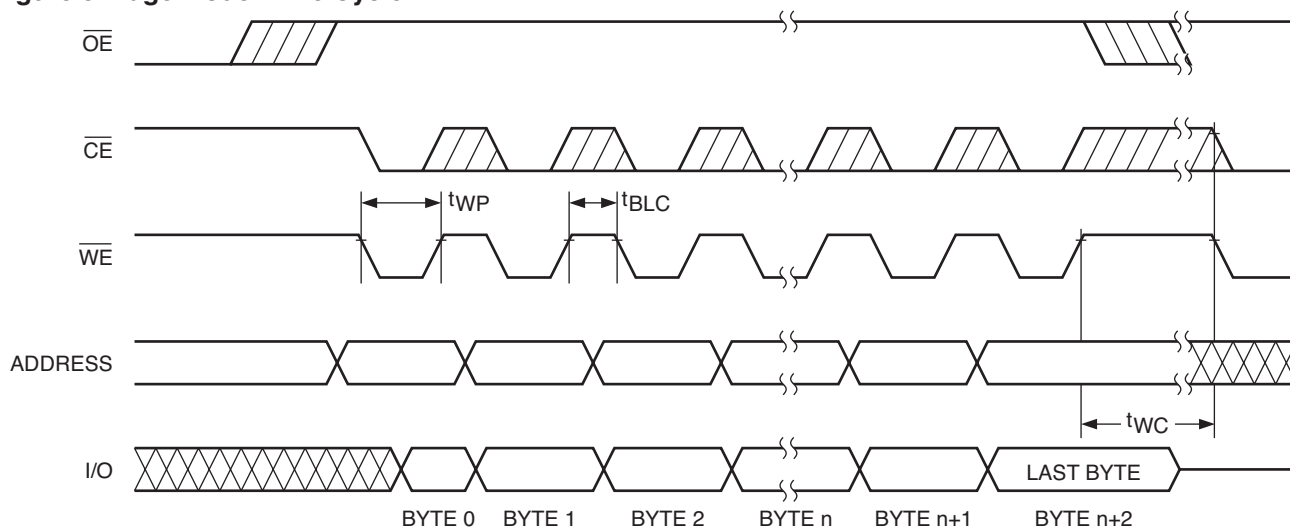 OE
CE
tWP
tBLC
WE
ADDRESS
tWC
I/O
LAST BYTE
BYTE 0 BYTE 1 BYTE 2 BYTE n BYTE n+1 BYTE n+2